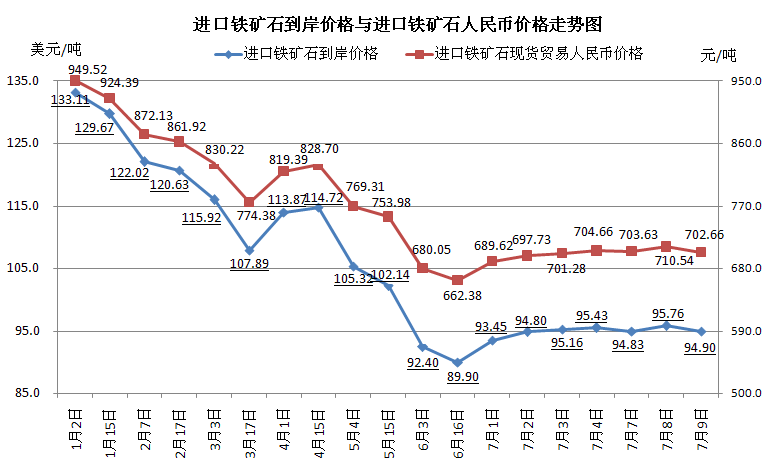 进口铁矿石到岸价格与进口铁矿石人民币价格走势图
美元/吨
元/吨
进口铁矿石到岸价格
进口铁矿石现货贸易人民币价格
135.0
125.0
115.0
105.0
95.0
85.0
950.0
860.0
770.0
680.0
590.0
500.0
949.52
924.39
872.13
861.92
830.22
774.38
819.39
828.70
769.31
753.98
680.05
662.38
689.62
697.73
701.28
704.66
703.63
710.54
702.66
133.11
129.67
122.02
120.63
115.92
107.89
113.87
114.72
105.32
102.14
92.40
89.90
93.45
94.80
95.16
95.43
94.83
95.76
94.90
1月2日
1月15日
2月7日
2月17日
3月3日
3月17日
4月1日
4月15日
5月4日
5月15日
6月3日
6月16日
7月1日
7月2日
7月3日
7月4日
7月7日
7月8日
7月9日